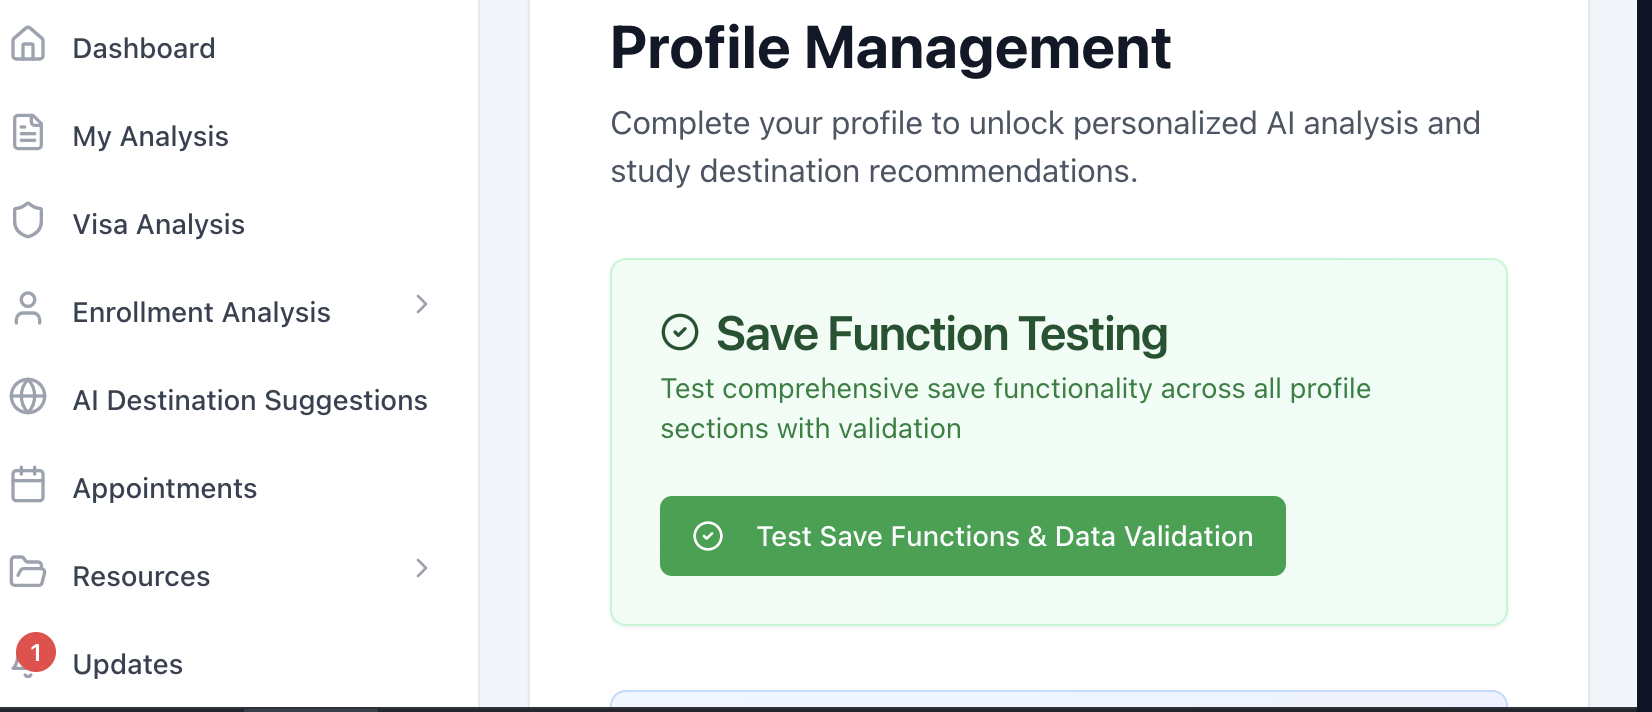 Dashboard
My Analysis
Visa Analysis
Enrollment Analysis
AI Destination Suggestions
Appointments
Resources
1
Updates
Profile Management
Complete your profile to unlock personalized AI analysis and
study destination recommendations.
Save Function Testing
Test comprehensive save functionality across all profile
sections with validation
Test Save Functions & Data Validation